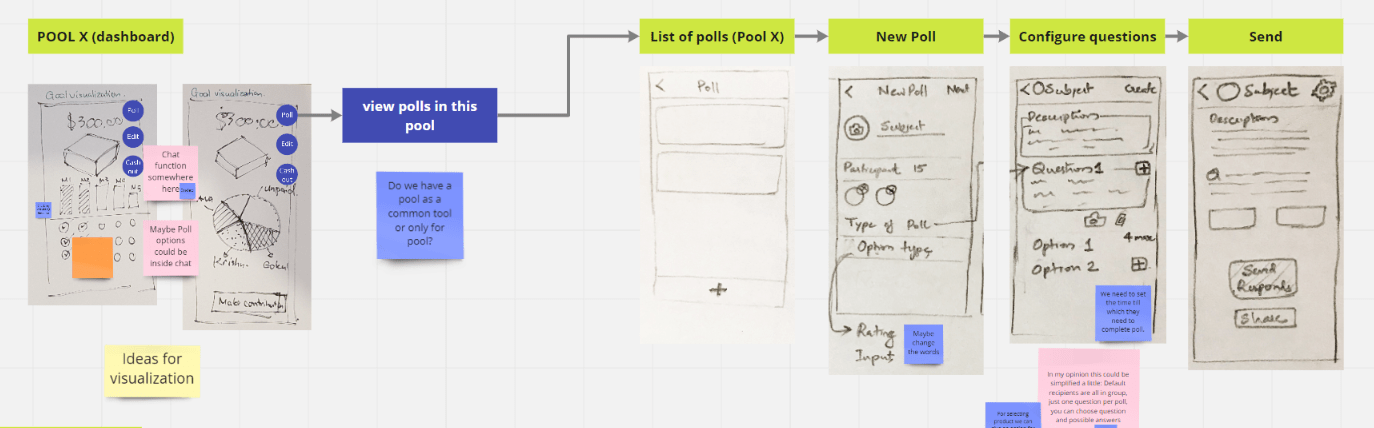 POOL X (dashboard)
List of polls (Pool X)
New Poll
Configure questions
Send
Goal visualization
$300.00
Poll
Edit
Cash
out
Chat
function
somewhere
here
Maybe Poll
options
could be
inside chat
Goal visualization.
$300.00
Poll
Edit
Cash
out
Make contribution
Ideas for
visualization
view polls in this
pool
Do we have a
pool as a
common tool
or only for
pool?
< Poll
+
< New Poll Next
Subject
Participant 15
Type of Poll
Option type
Rating
Input
Maybe
change
the words
< Subject Create
Descriptions
Questions 1
4 max
Option 1
Option 2
We need to set
the time till
which they
need to
complete poll.
In my opinion this could be
simplified a little: Default
recipients are all in group,
just one question per poll,
you can choose question
and possible answers
For selecting
product we can
< Subject
Descriptions
Q
Send
Responds
Share